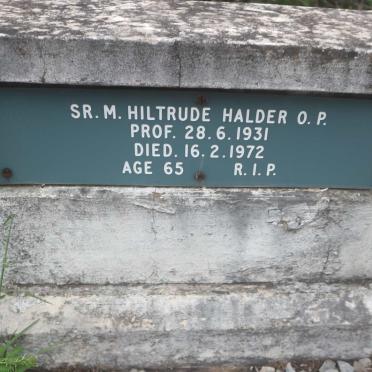 SR. M. HILTRUDE HALDER O. P.
PROF. 28.6.1931
DIED. 16.2.1972
AGE 65 R.I.P.